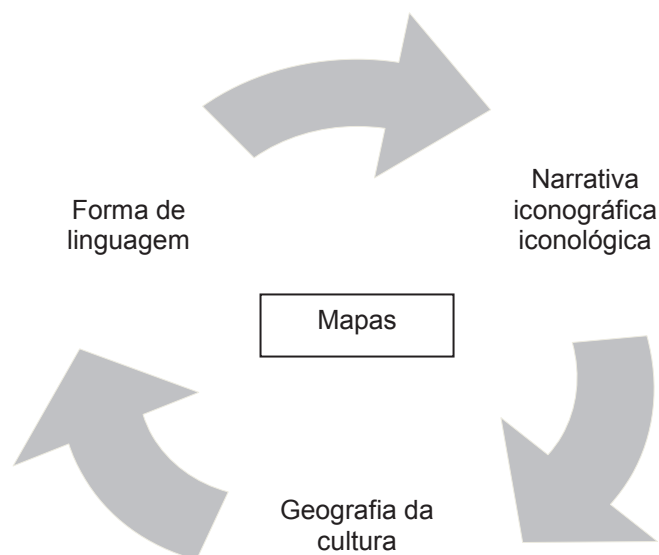 Forma de
linguagem
Narrativa
iconográfica
iconológica
Mapas
Geografia da
cultura